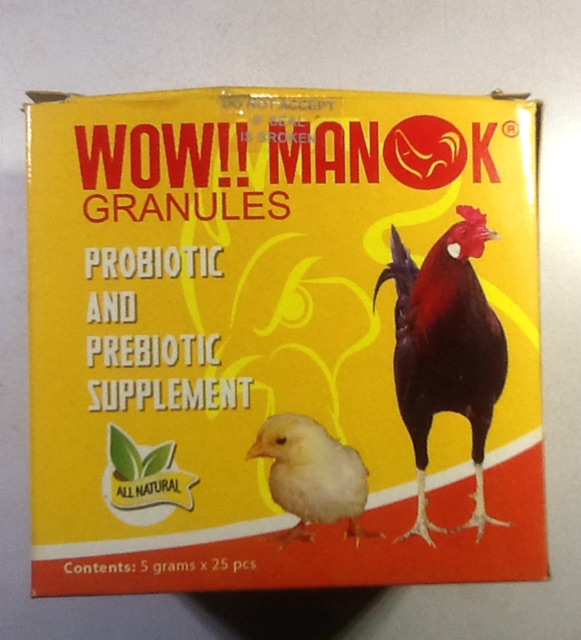 DO NOT ACCEPT
IF SEAL
IS BROKEN
WOW!! MANOK®
GRANULES
PROBIOTIC
AND
PREBIOTIC
SUPPLEMENT
ALL NATURAL
Contents: 5 grams x 25 pcs